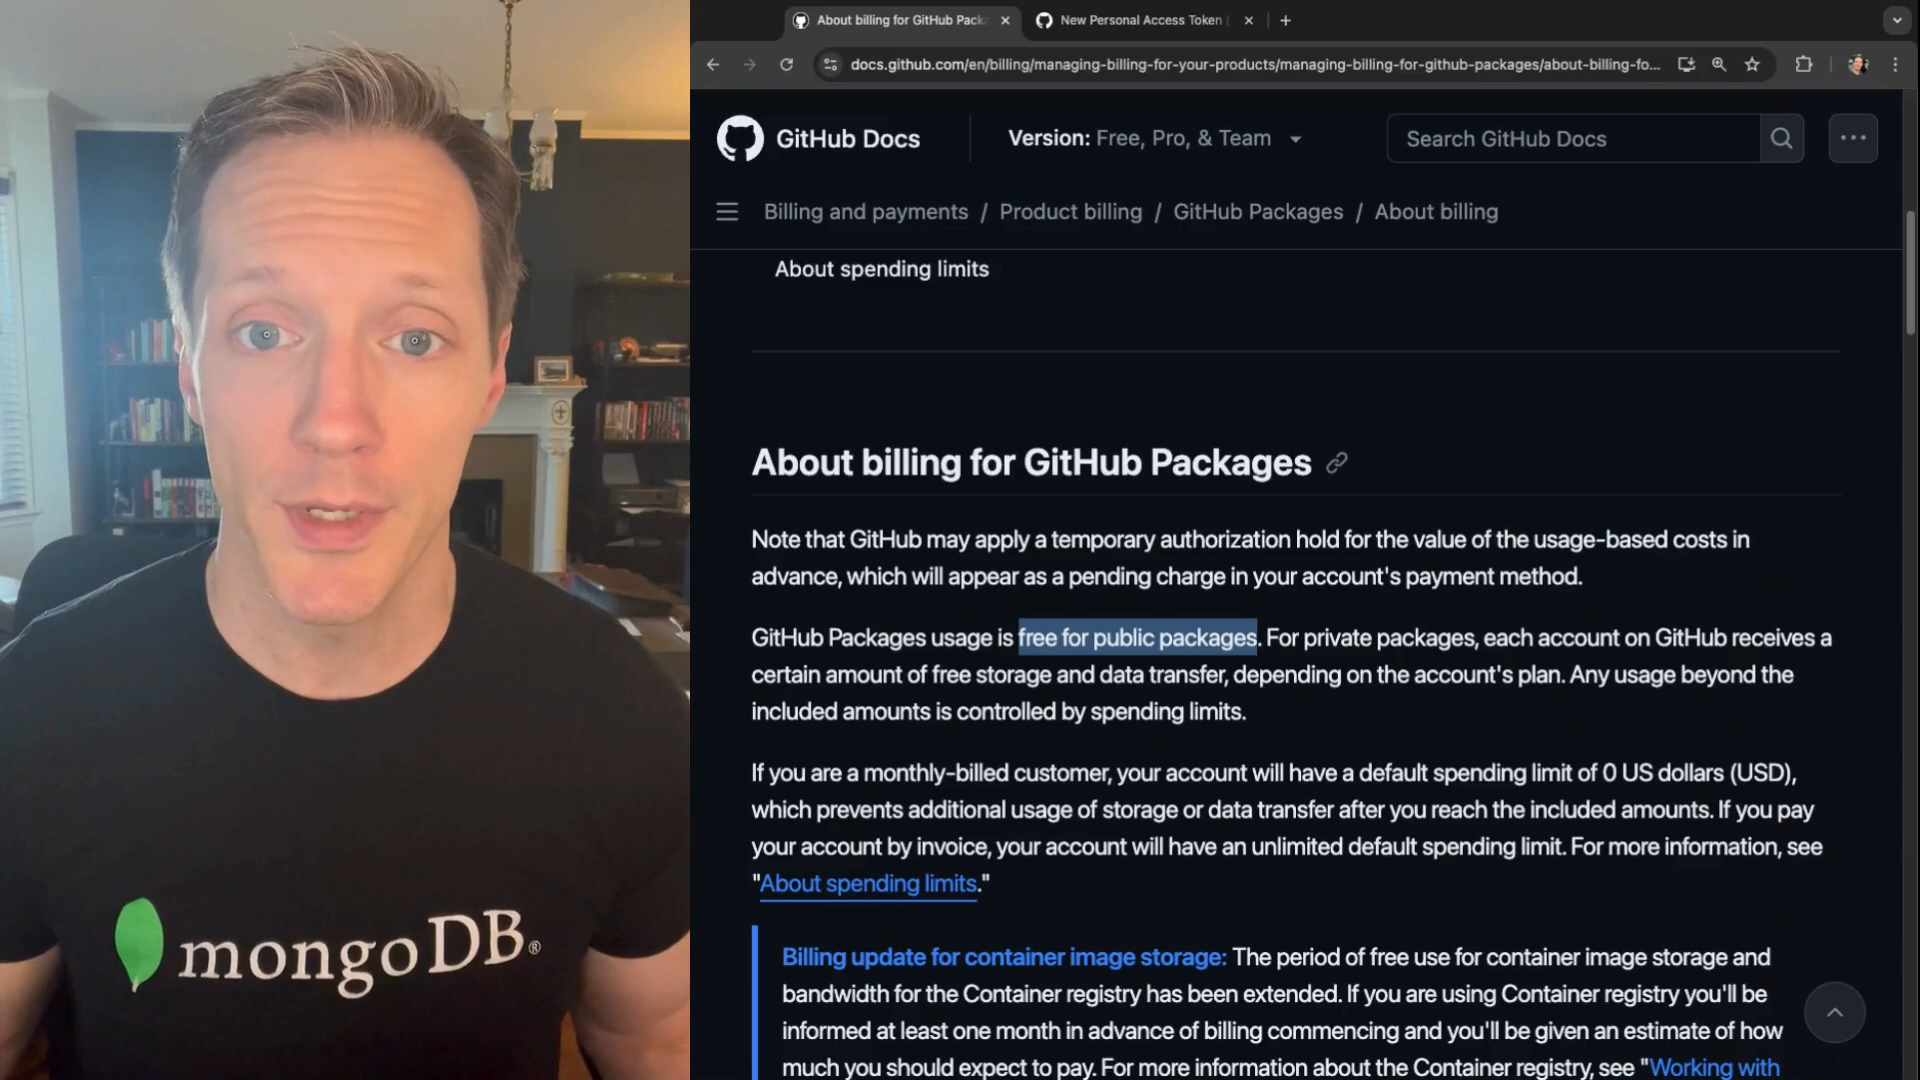 About billing for GitHub Pack
New Personal Access Token (
docs.github.com/en/billing/managing-billing-for-your-products/managing-billing-for-github-packages/about-billing-fo...
GitHub Docs
Version: Free, Pro, & Team
Search GitHub Docs
Billing and payments / Product billing / GitHub Packages / About billing
About spending limits
About billing for GitHub Packages
Note that GitHub may apply a temporary authorization hold for the value of the usage-based costs in
advance, which will appear as a pending charge in your account's payment method.
GitHub Packages usage is free for public packages. For private packages, each account on GitHub receives a
certain amount of free storage and data transfer, depending on the account's plan. Any usage beyond the
included amounts is controlled by spending limits.
If you are a monthly-billed customer, your account will have a default spending limit of 0 US dollars (USD),
which prevents additional usage of storage or data transfer after you reach the included amounts. If you pay
your account by invoice, your account will have an unlimited default spending limit. For more information, see
"About spending limits."
Billing update for container image storage: The period of free use for container image storage and
bandwidth for the Container registry has been extended. If you are using Container registry you'll be
informed at least one month in advance of billing commencing and you'll be given an estimate of how
much you should expect to pay. For more information about the Container registry, see "Working with
mongoDB®